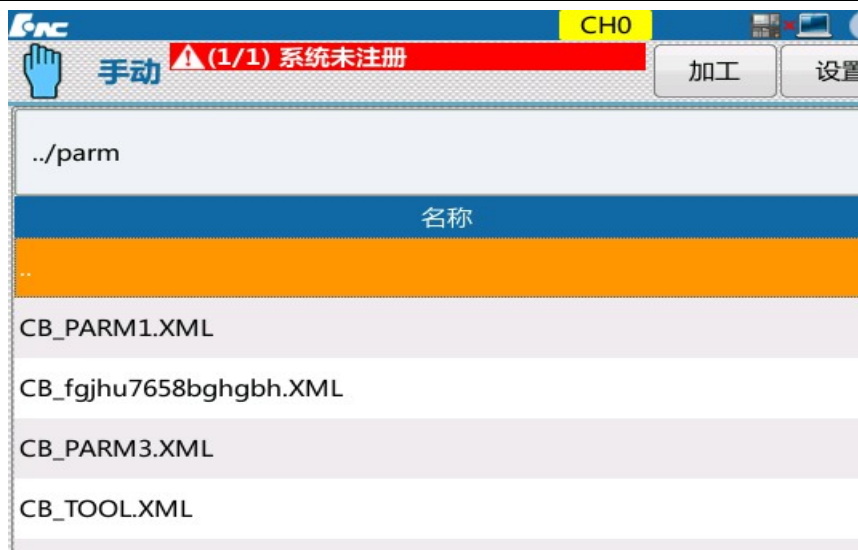 HNC
CH0
手动
(1/1) 系统未注册
加工
设置
../parm
名称
..
CB_PARM1.XML
CB_fgjhu7658bghgbh.XML
CB_PARM3.XML
CB_TOOL.XML